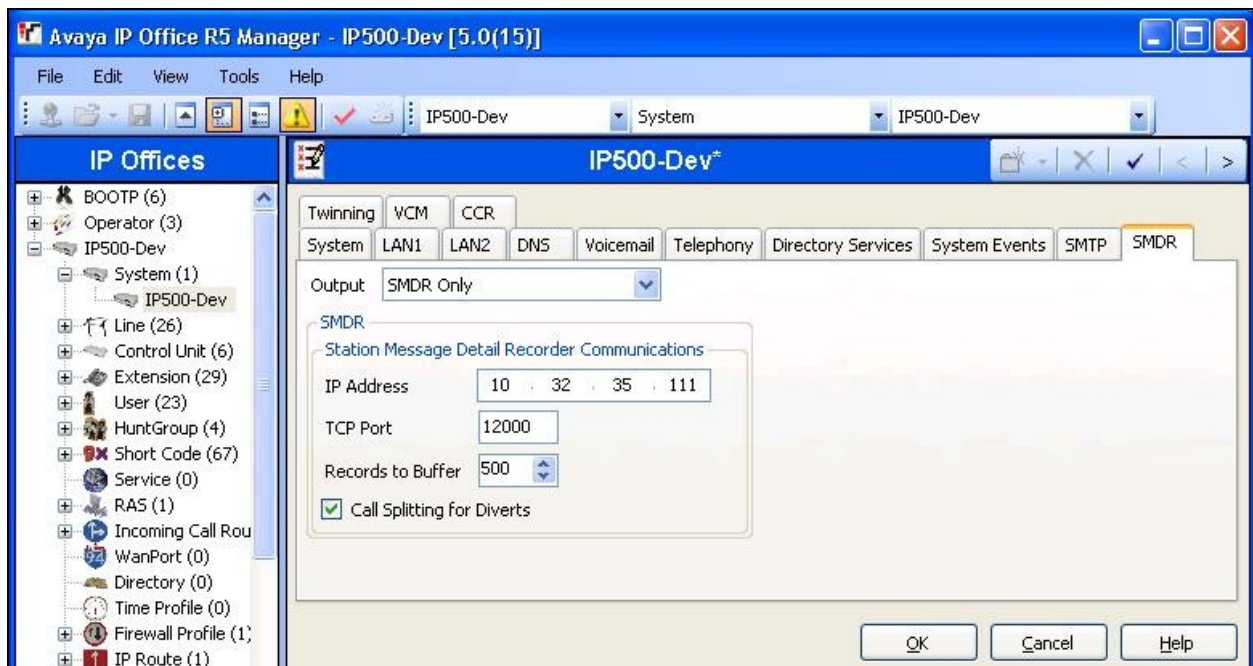 Avaya IP Office R5 Manager - IP500-Dev [5.0(15)]
File Edit View Tools Help
IP500-Dev System IP500-Dev
IP Offices
IP500-Dev*
BOOTP (6)
Operator (3)
IP500-Dev
System (1)
IP500-Dev
Line (26)
Control Unit (6)
Extension (29)
User (23)
HuntGroup (4)
Short Code (67)
Service (0)
RAS (1)
Incoming Call Rou
WanPort (0)
Directory (0)
Time Profile (0)
Firewall Profile (1)
IP Route (1)
Twinning VCM CCR
System LAN1 LAN2 DNS Voicemail Telephony Directory Services System Events SMTP SMDR
Output SMDR Only
SMDR
Station Message Detail Recorder Communications
IP Address 10 . 32 . 35 . 111
TCP Port 12000
Records to Buffer 500
Call Splitting for Diverts
OK Cancel Help